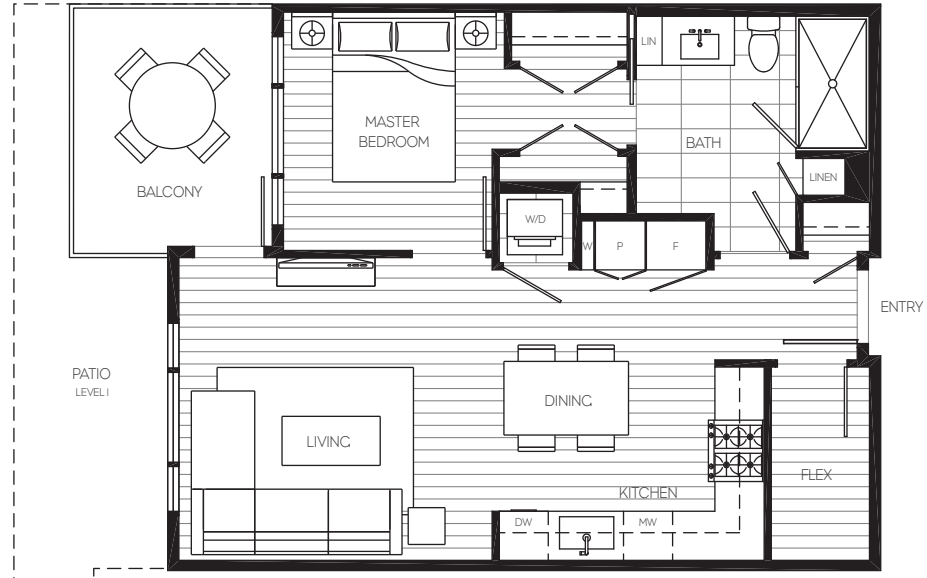 LIN
MASTER
BEDROOM
BATH
BALCONY
LINEN
W/D
W
P
F
ENTRY
PATIO
LEVEL 1
DINING
LIVING
FLEX
KITCHEN
DW
MW